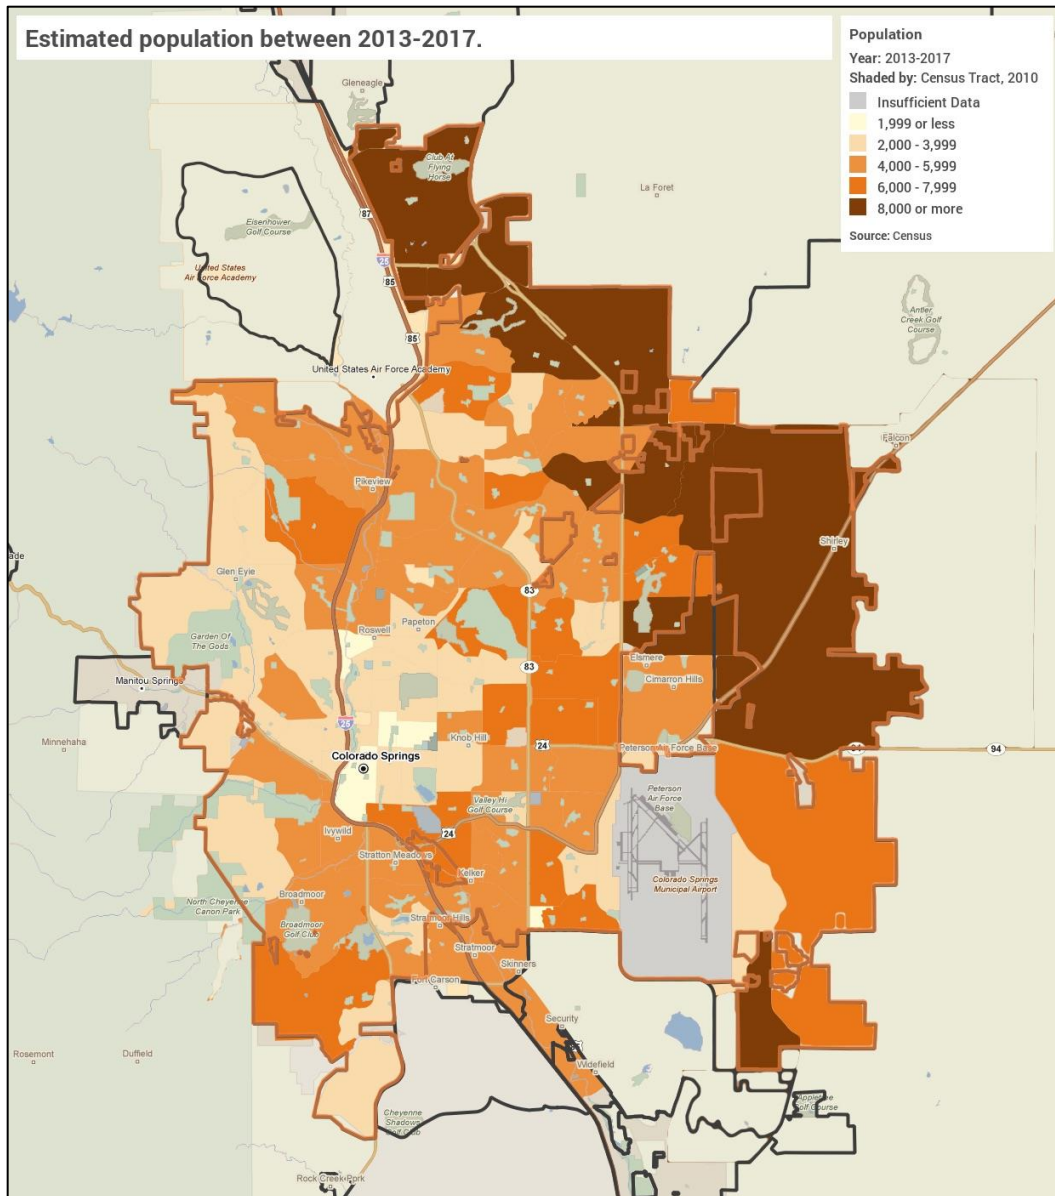 Estimated population between 2013-2017.
Population
Year: 2013-2017
Shaded by: Census Tract, 2010
Insufficient Data
1,999 or less
2,000 - 3,999
4,000 - 5,999
6,000 - 7,999
8,000 or more
Source: Census
Gleneagle
Club At
Flying
Horse
La Foret
87
Eisenhower
Golf Course
25
United States
Air Force Academy
85
Antler
Creek Golf
Course
85
United States Air Force Academy
Falcon
Pikeview
Shirley
ade
Glen Eyie
83
Roswell
Papeton
Garden Of
The Gods
Elsmere
83
Manitou Springs
Cimarron Hills
25
Minnehaha
Knob Hill
24
Peterson Air Force Base
94
Colorado Springs
Peterson
Air Force
Base
Valley Hi
Golf Course
Ivywild
24
Stratton Meadows
Kelker
Colorado Springs
Municipal Airport
Broadmoor
North Cheyenne
Canon Park
Stratmoor Hills
Broadmoor
Golf Club
Stratmoor
Skinners
Fort Carson
Security
Rosemont
Duffield
Widefield
Cheyenne
Shadows
Golf Club
Golf Course
Rock Creek Park